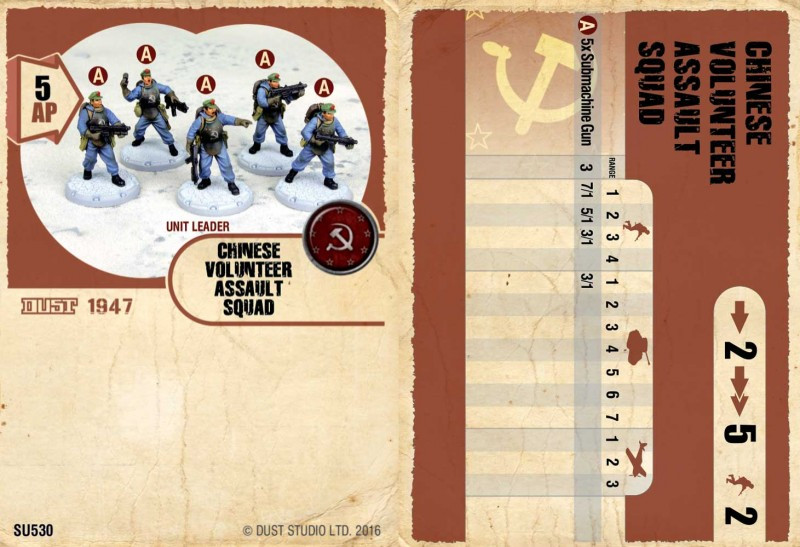 5
AP
A
A
A
A
A
UNIT LEADER
CHINESE
VOLUNTEER
ASSAULT
SQUAD
DUST 1947
SU530
© DUST STUDIO LTD. 2016
CHINESE
VOLUNTEER
ASSAULT
SQUAD
2 5 2
RANGE 1 2 3 4 1 2 3 4 5 6 7 1 2 3
A 5x Submachine Gun 3 7/1 5/1 3/1 3/1